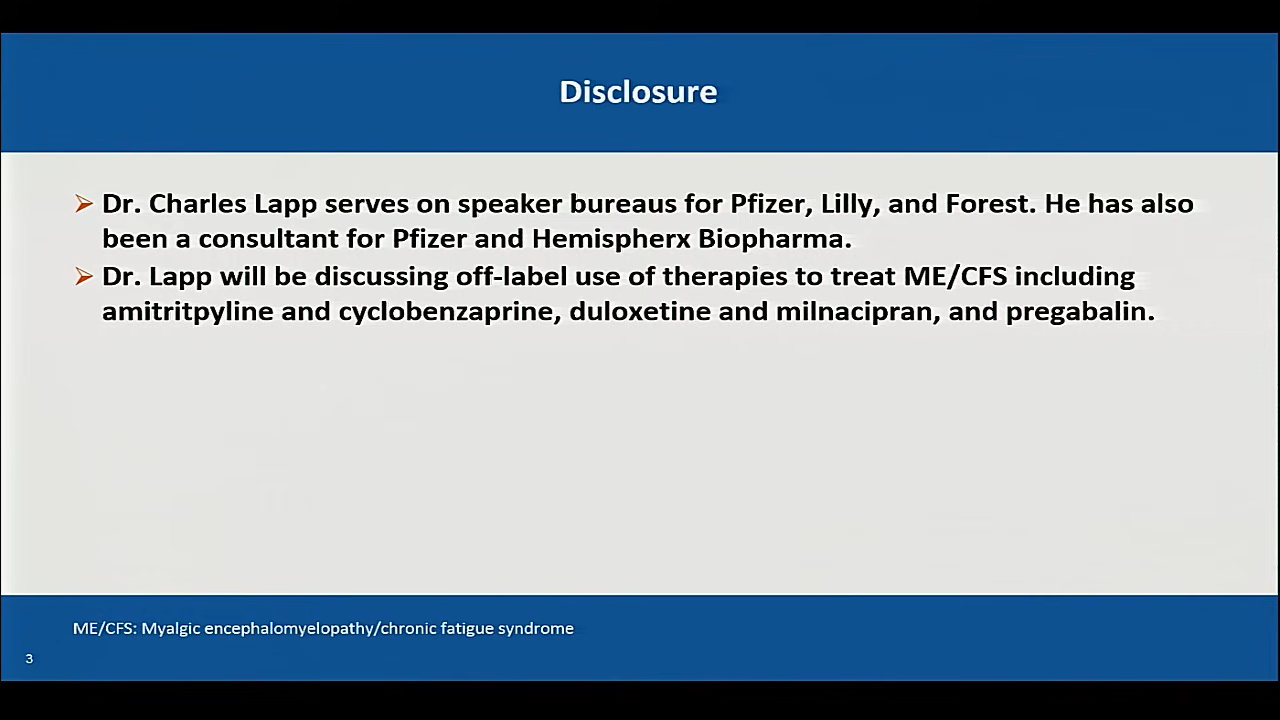 Disclosure
Dr. Charles Lapp serves on speaker bureaus for Pfizer, Lilly, and Forest. He has also
been a consultant for Pfizer and Hemispherx Biopharma.
Dr. Lapp will be discussing off-label use of therapies to treat ME/CFS including
amitritpyline and cyclobenzaprine, duloxetine and milnacipran, and pregabalin.
ME/CFS: Myalgic encephalomyelopathy/chronic fatigue syndrome
3